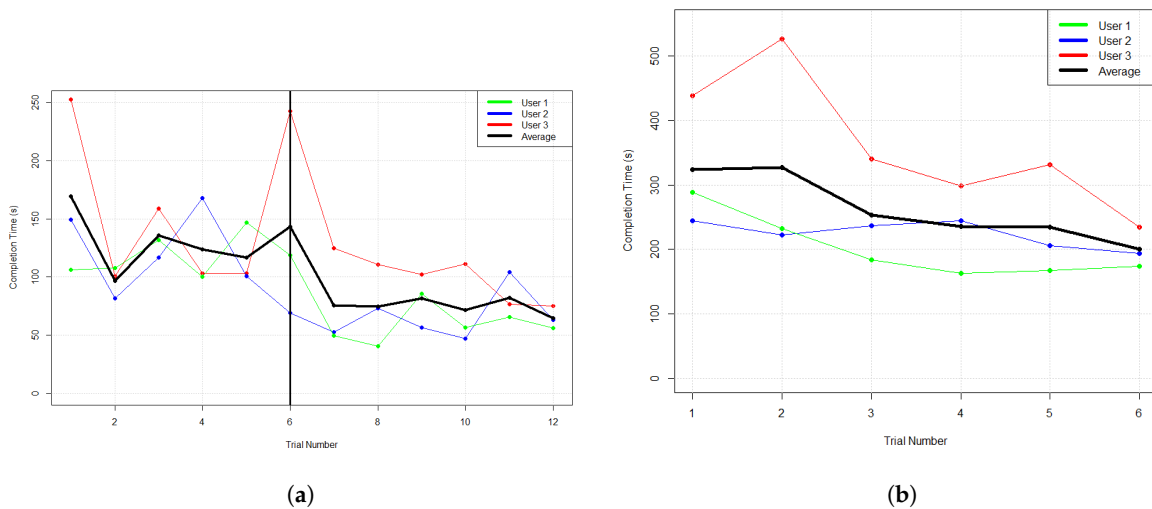 250
200
150
100
50
0
Completion Time (s)
2
4
6
8
10
12
Trial Number
User 1
User 2
User 3
Average
(a)
500
400
300
200
100
0
Completion Time (s)
1
2
3
4
5
6
Trial Number
User 1
User 2
User 3
Average
(b)